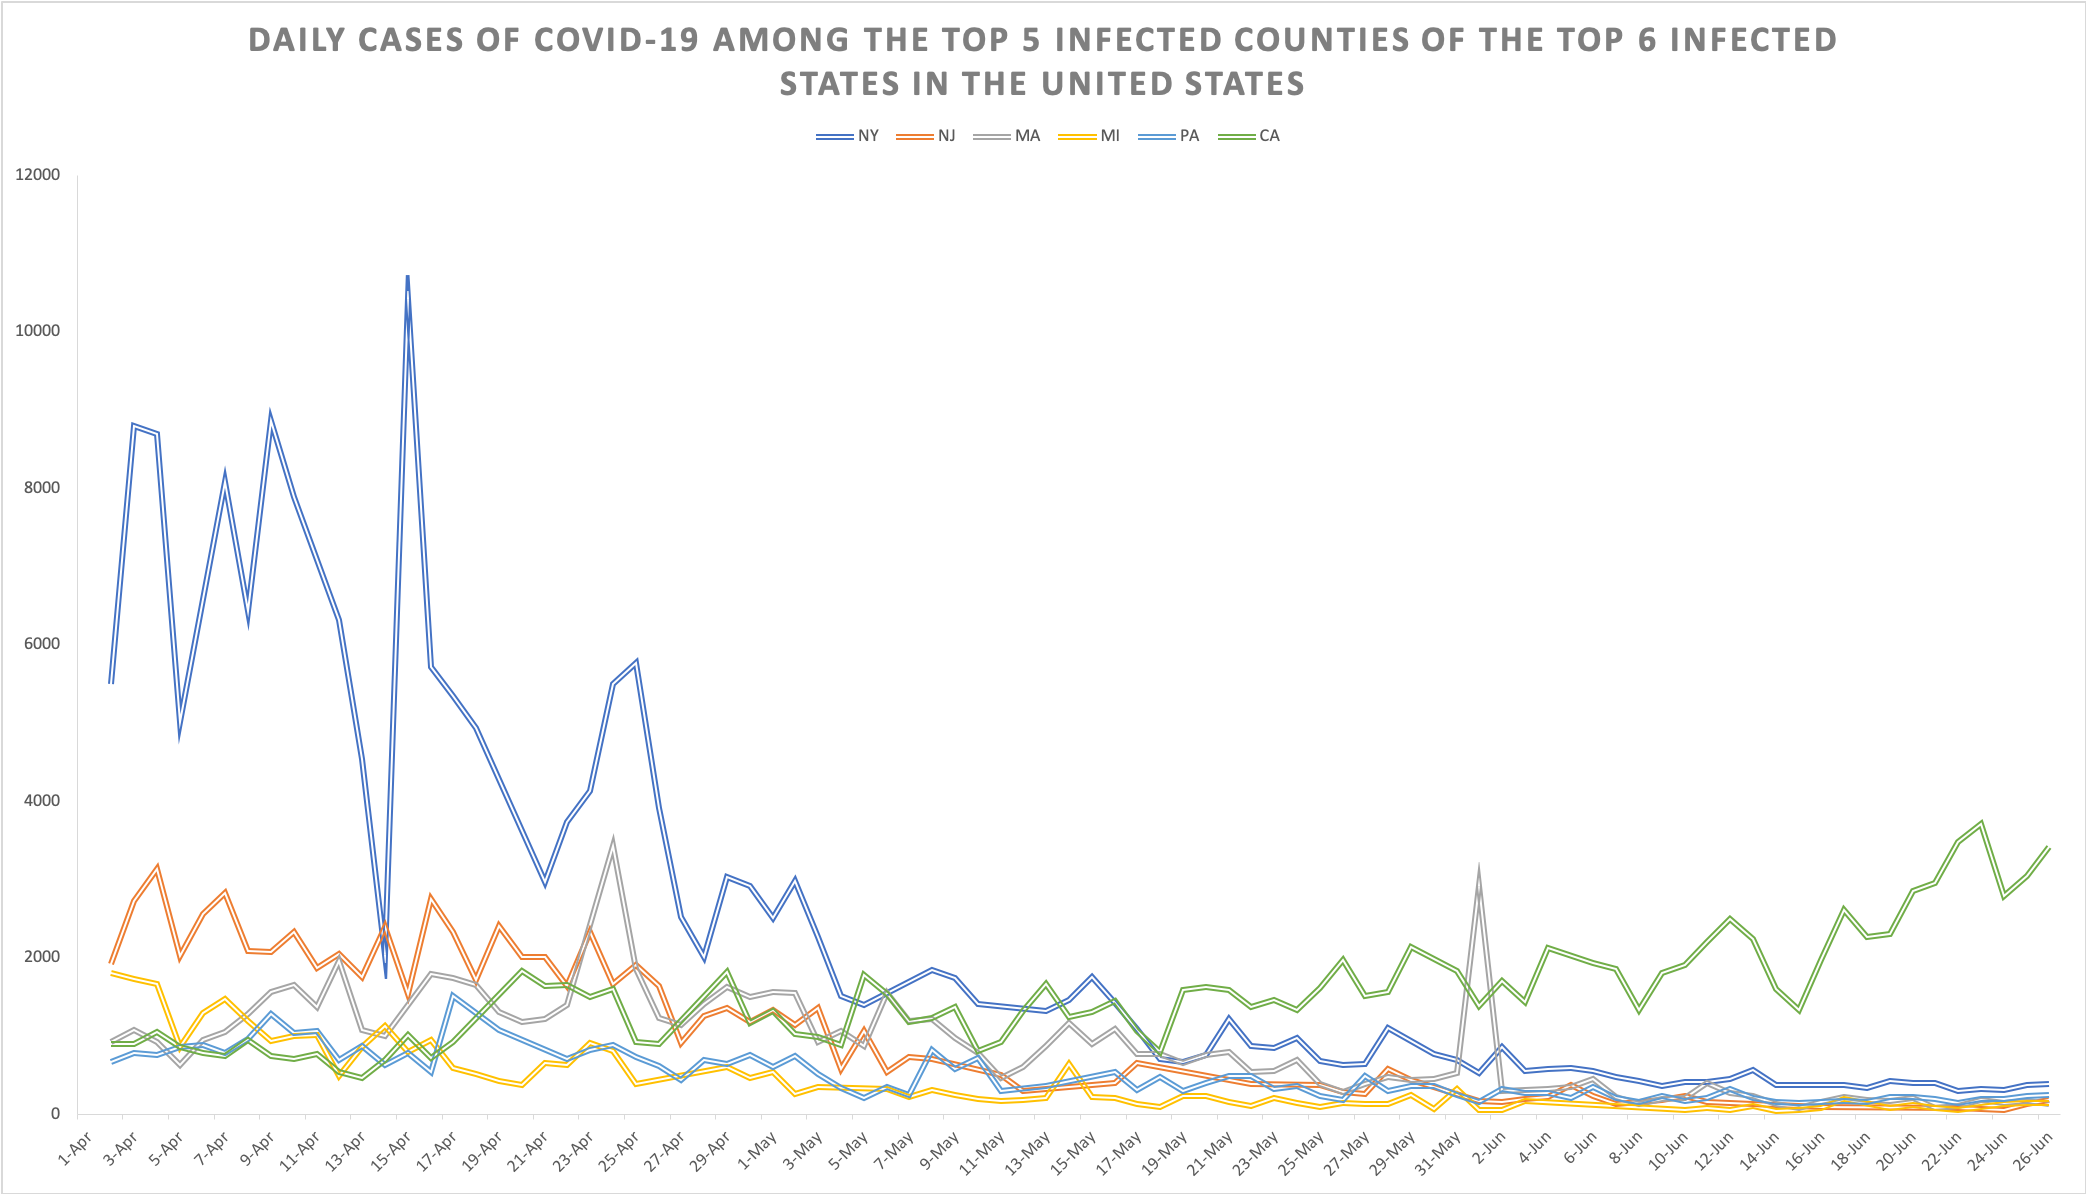 DAILY CASES OF COVID-19 AMONG THE TOP 5 INFECTED COUNTIES OF THE TOP 6 INFECTED
STATES IN THE UNITED STATES
NY NJ MA MI PA CA
12000
10000
8000
6000
4000
2000
0
1-Apr 3-Apr 5-Apr 7-Apr 9-Apr 11-Apr 13-Apr 15-Apr 17-Apr 19-Apr 21-Apr 23-Apr 25-Apr 27-Apr 29-Apr 1-May 3-May 5-May 7-May 9-May 11-May 13-May 15-May 17-May 19-May 21-May 23-May 25-May 27-May 29-May 31-May 2-Jun 4-Jun 6-Jun 8-Jun 10-Jun 12-Jun 14-Jun 16-Jun 18-Jun 20-Jun 22-Jun 24-Jun 26-Jun